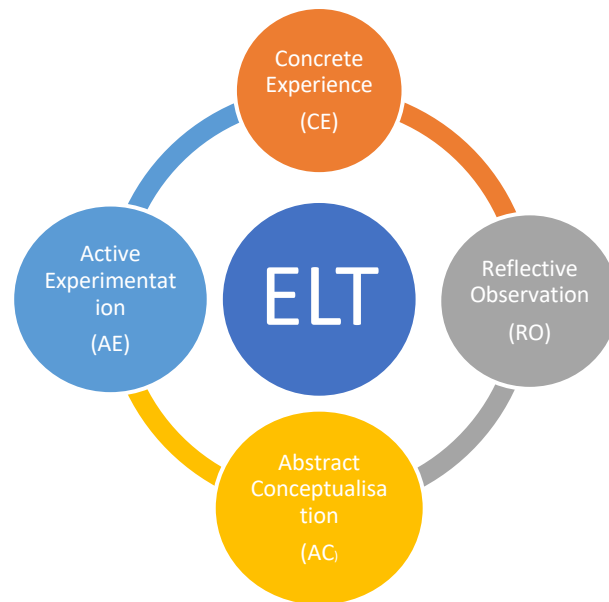 Concrete
Experience
(CE)
Reflective
Observation
(RO)
Abstract
Conceptualisa
tion
(AC)
Active
Experimentat
ion
(AE)
ELT